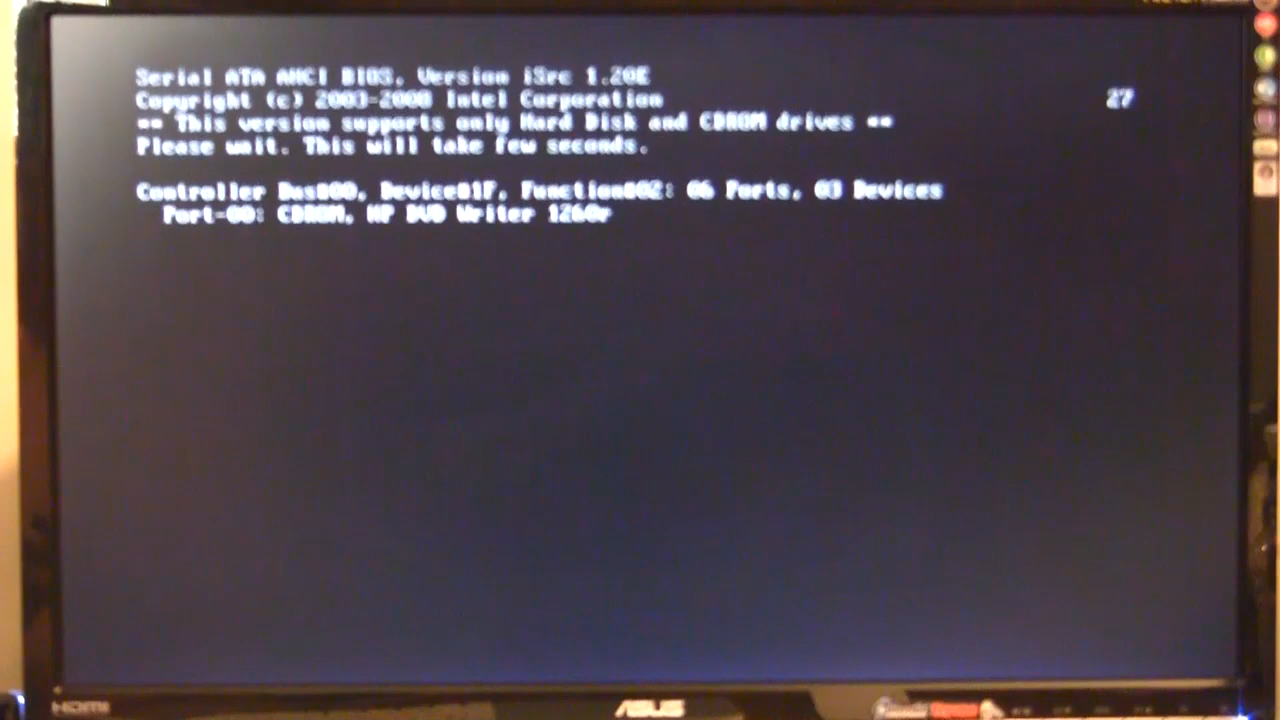 Serial ATA AHCI BIOS, Version iSrc 1.20E
Copyright (c) 2003-2008 Intel Corporation
27
== This version supports only Hard Disk and CDROM drives ==
Please wait. This will take few seconds.
Controller Bus#00, Device#1F, Function#02: 06 Ports, 03 Devices
Port-00: CDROM, HP DVD Writer 1260v
HDMI
ASUS